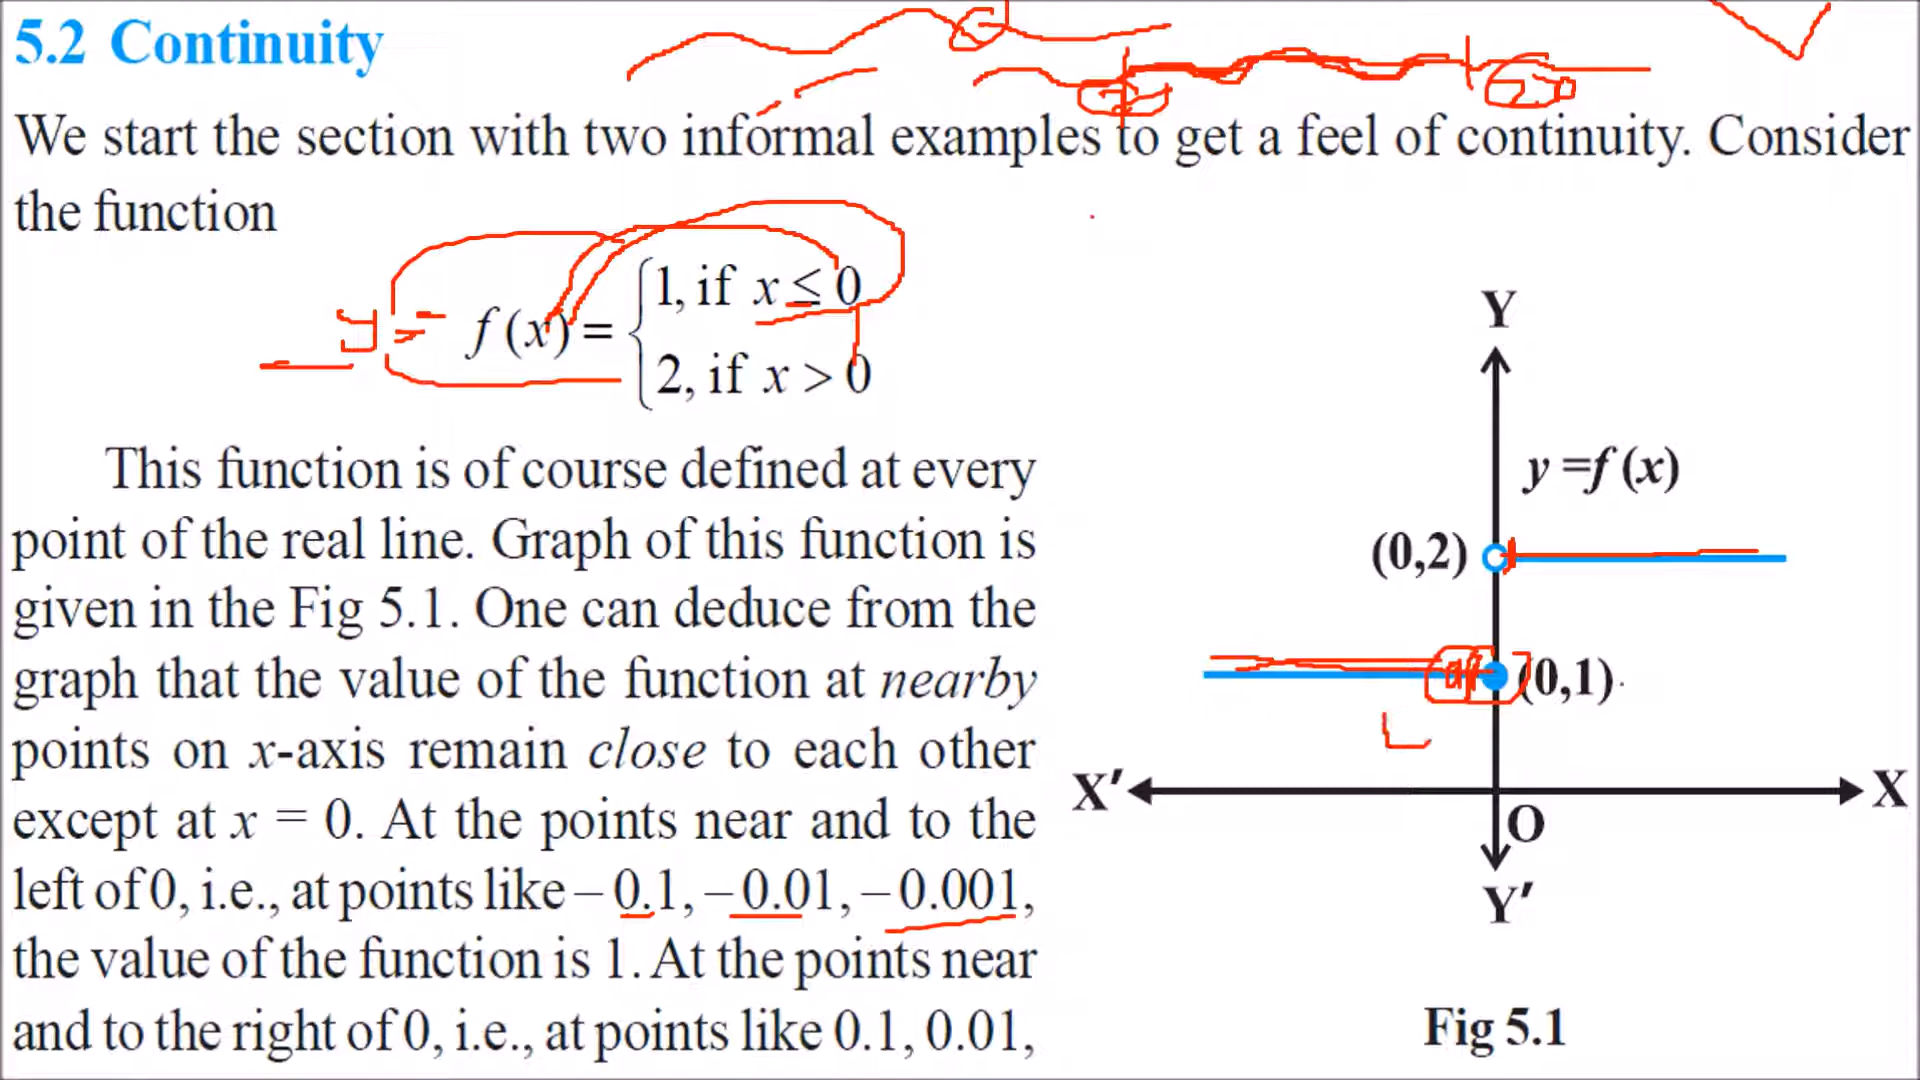 5.2 Continuity
We start the section with two informal examples to get a feel of continuity. Consider
the function
y = f (x) = {1, if x ≤ 0
2, if x > 0
This function is of course defined at every
point of the real line. Graph of this function is
given in the Fig 5.1. One can deduce from the
graph that the value of the function at nearby
points on x-axis remain close to each other
except at x = 0. At the points near and to the
left of 0, i.e., at points like – 0.1, – 0.01, – 0.001,
the value of the function is 1. At the points near
and to the right of 0, i.e., at points like 0.1, 0.01,
Y
y =f (x)
(0,2)
(0,1)
X′
X
O
Y′
Fig 5.1